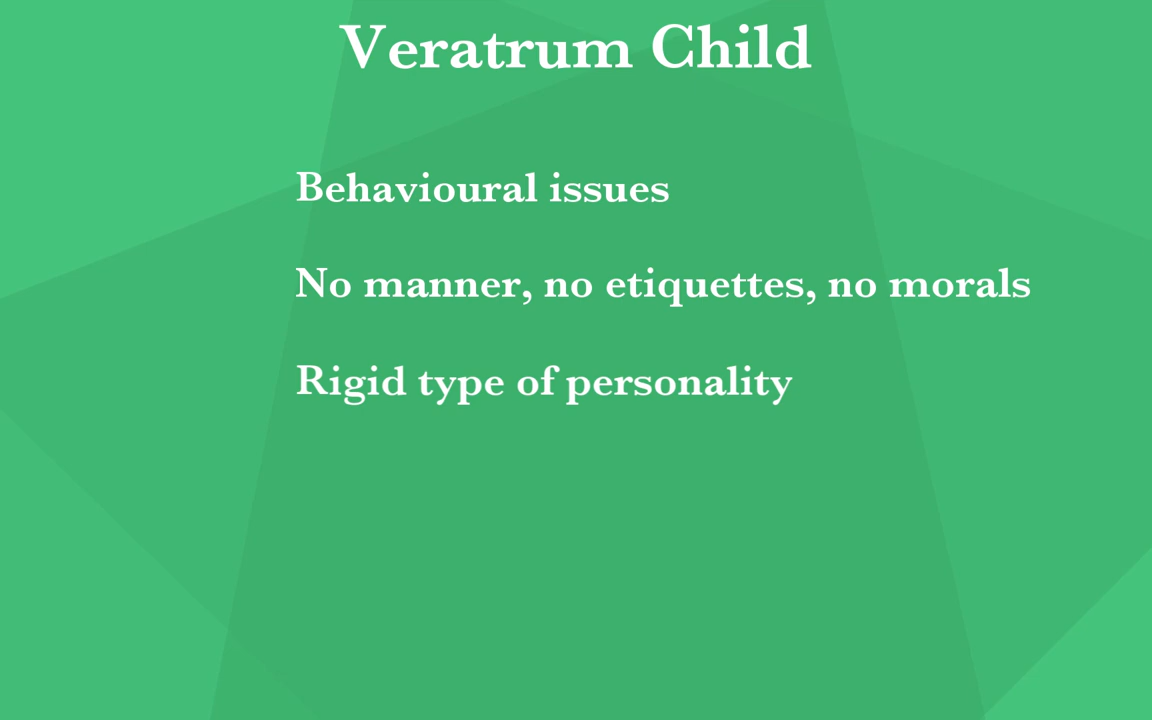 Veratrum Child
Behavioural issues
No manner, no etiquettes, no morals
Rigid type of personality